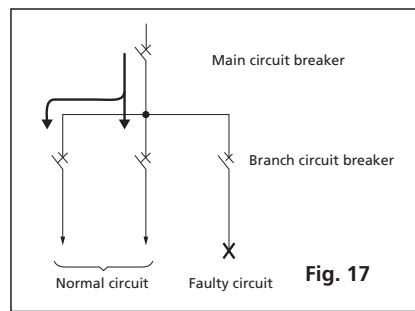 Main circuit breaker
Branch circuit breaker
Normal circuit
Faulty circuit
Fig. 17